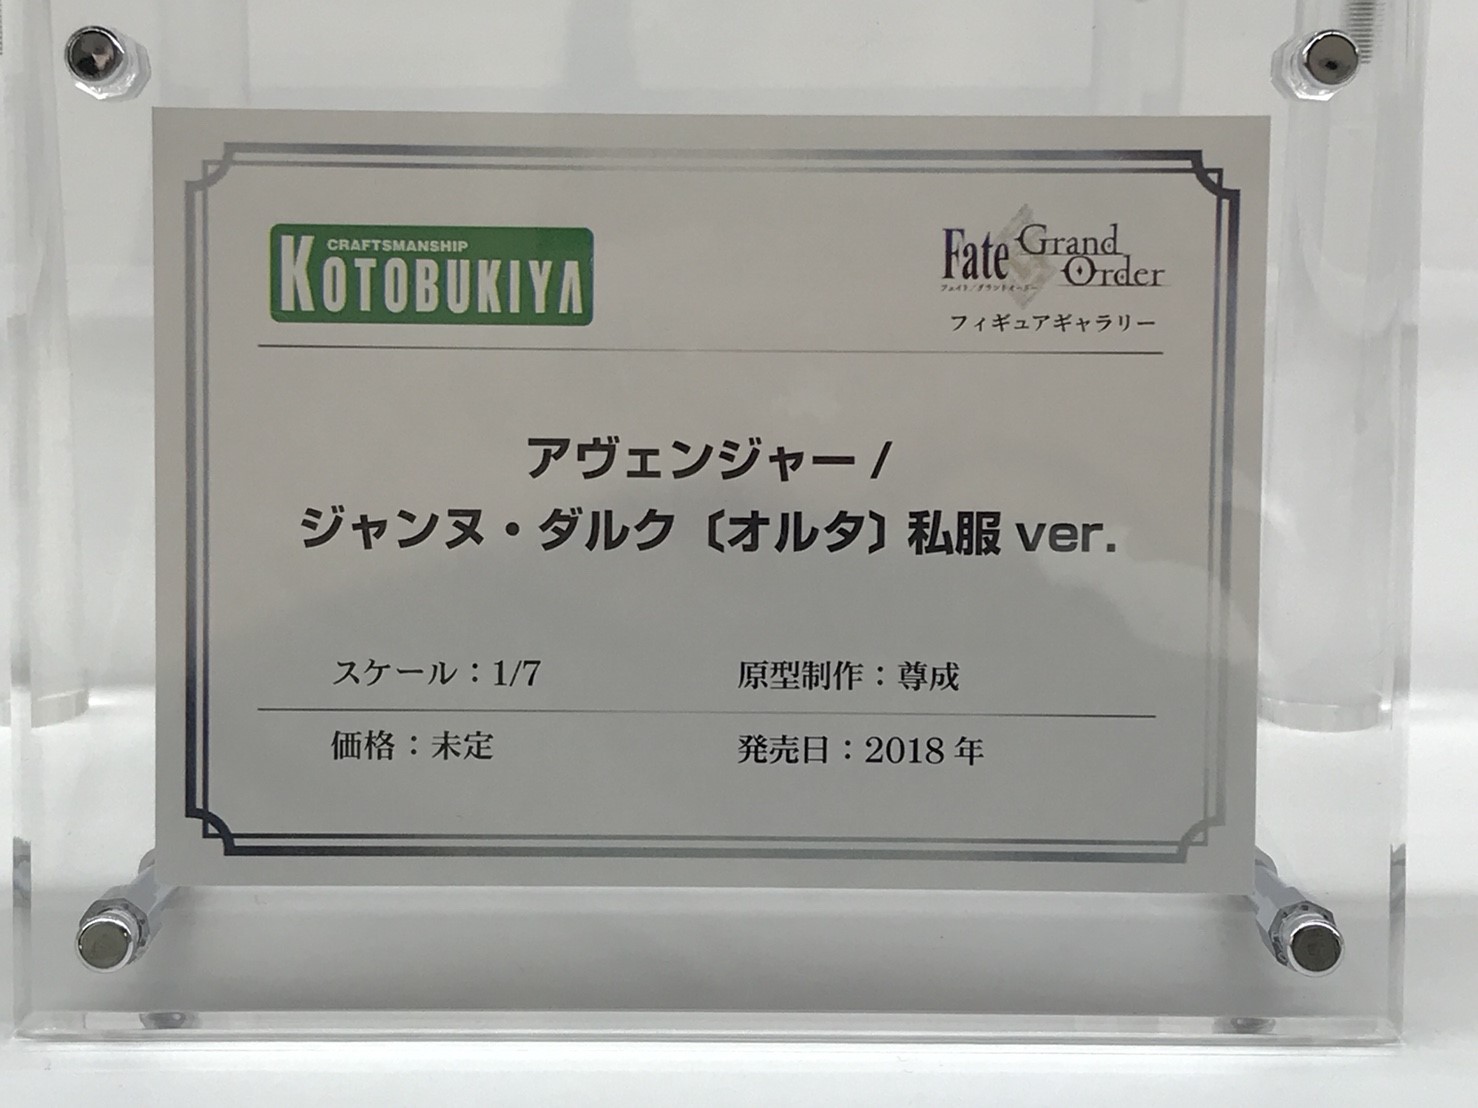 CRAFTSMANSHIP
KOTOBUKIYA
Fate Grand Order
フェイト/グランドオーダー
フィギュアギャラリー
アヴェンジャー/
ジャンヌ・ダルク〔オルタ〕私服 ver.
スケール：1/7
原型制作：尊成
価格：未定
発売日：2018 年